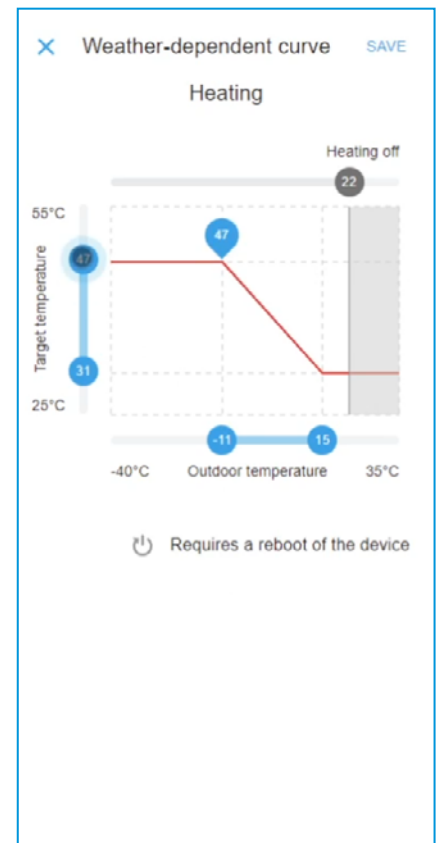 Weather-dependent curve SAVE
Heating
Heating off
22
55°C
47
47
Target temperature
31
25°C
-11 15
-40°C Outdoor temperature 35°C
Requires a reboot of the device